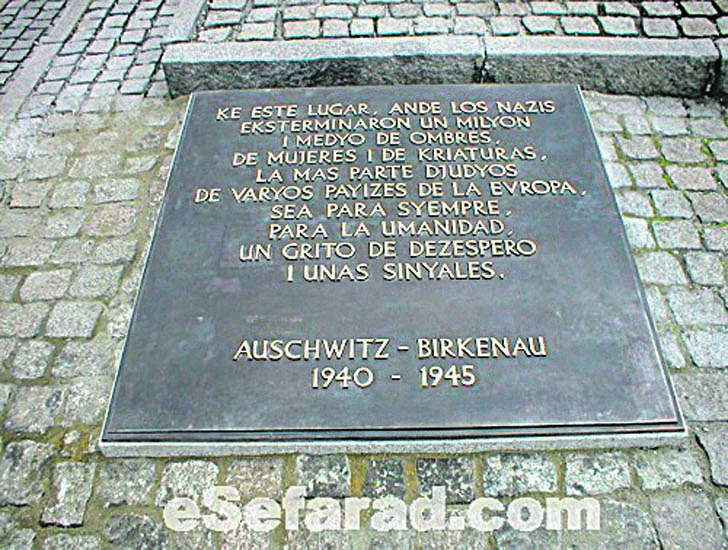 KE ESTE LUGAR, ANDE LOS NAZIS
EKSTERMINARON UN MILYON
I MEDYO DE OMBRES,
DE MUJERES I DE KRIATURAS,
LA MAS PARTE DJUDYOS
DE VARYOS PAYIZES DE LA EVROPA,
SEA PARA SYEMPRE,
PARA LA UMANIDAD,
UN GRITO DE DEZESPERO
I UNAS SINYALES.
AUSCHWITZ - BIRKENAU
1940 - 1945
eSefarad.com